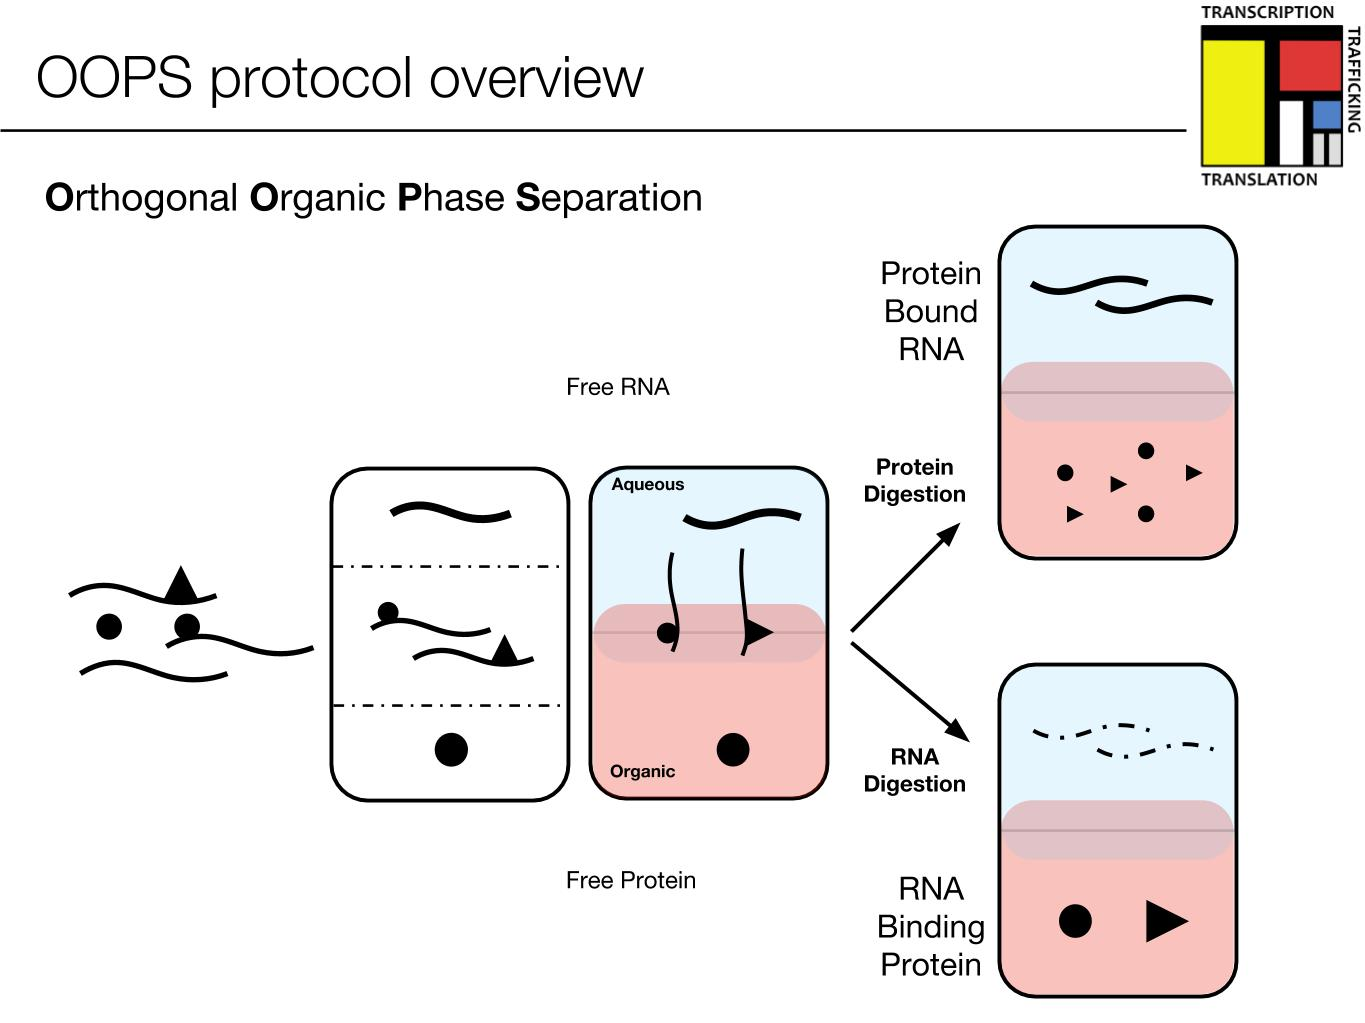 OOPS protocol overview
TRANSCRIPTION
TRAFFICKING
TRANSLATION
Orthogonal Organic Phase Separation
Protein
Bound
RNA
Free RNA
Protein
Digestion
Aqueous
Organic
RNA
Digestion
Free Protein
RNA
Binding
Protein